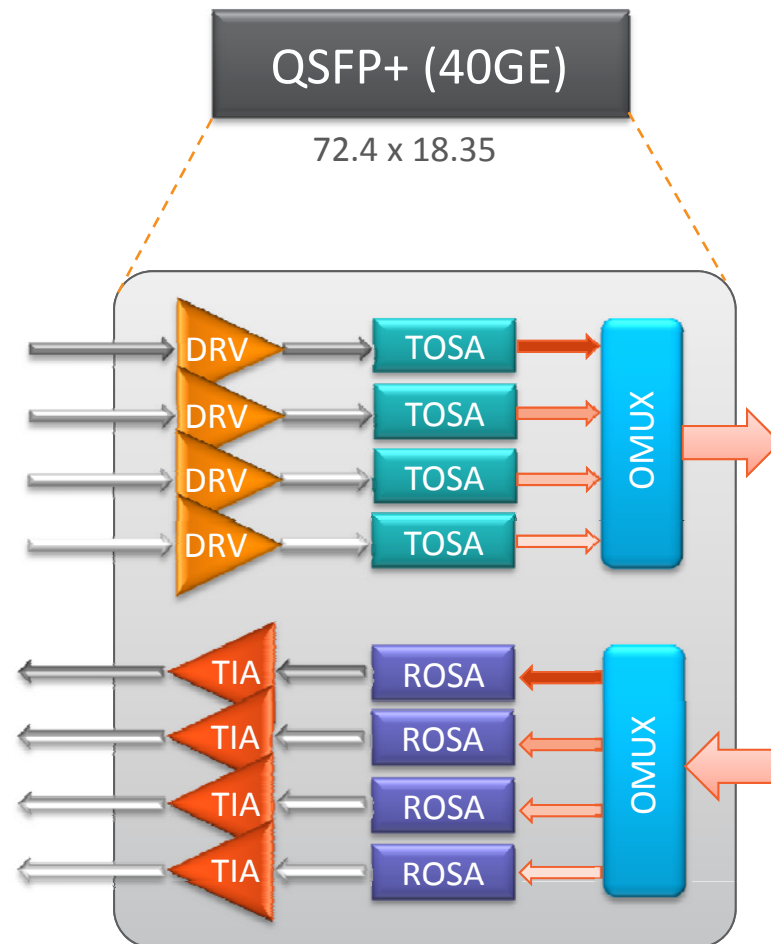 QSFP+ (40GE)
72.4 x 18.35
DRV TOSA
DRV TOSA
DRV TOSA
DRV TOSA
OMUX
TIA ROSA
TIA ROSA
TIA ROSA
TIA ROSA
OMUX